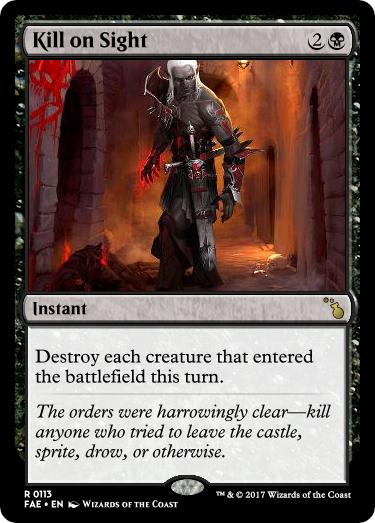 Kill on Sight 2
Instant
Destroy each creature that entered
the battlefield this turn.
The orders were harrowingly clear—kill
anyone who tried to leave the castle,
sprite, drow, or otherwise.
R 0113
FAE • EN Wizards of the Coast
™ & © 2017 Wizards of the Coast